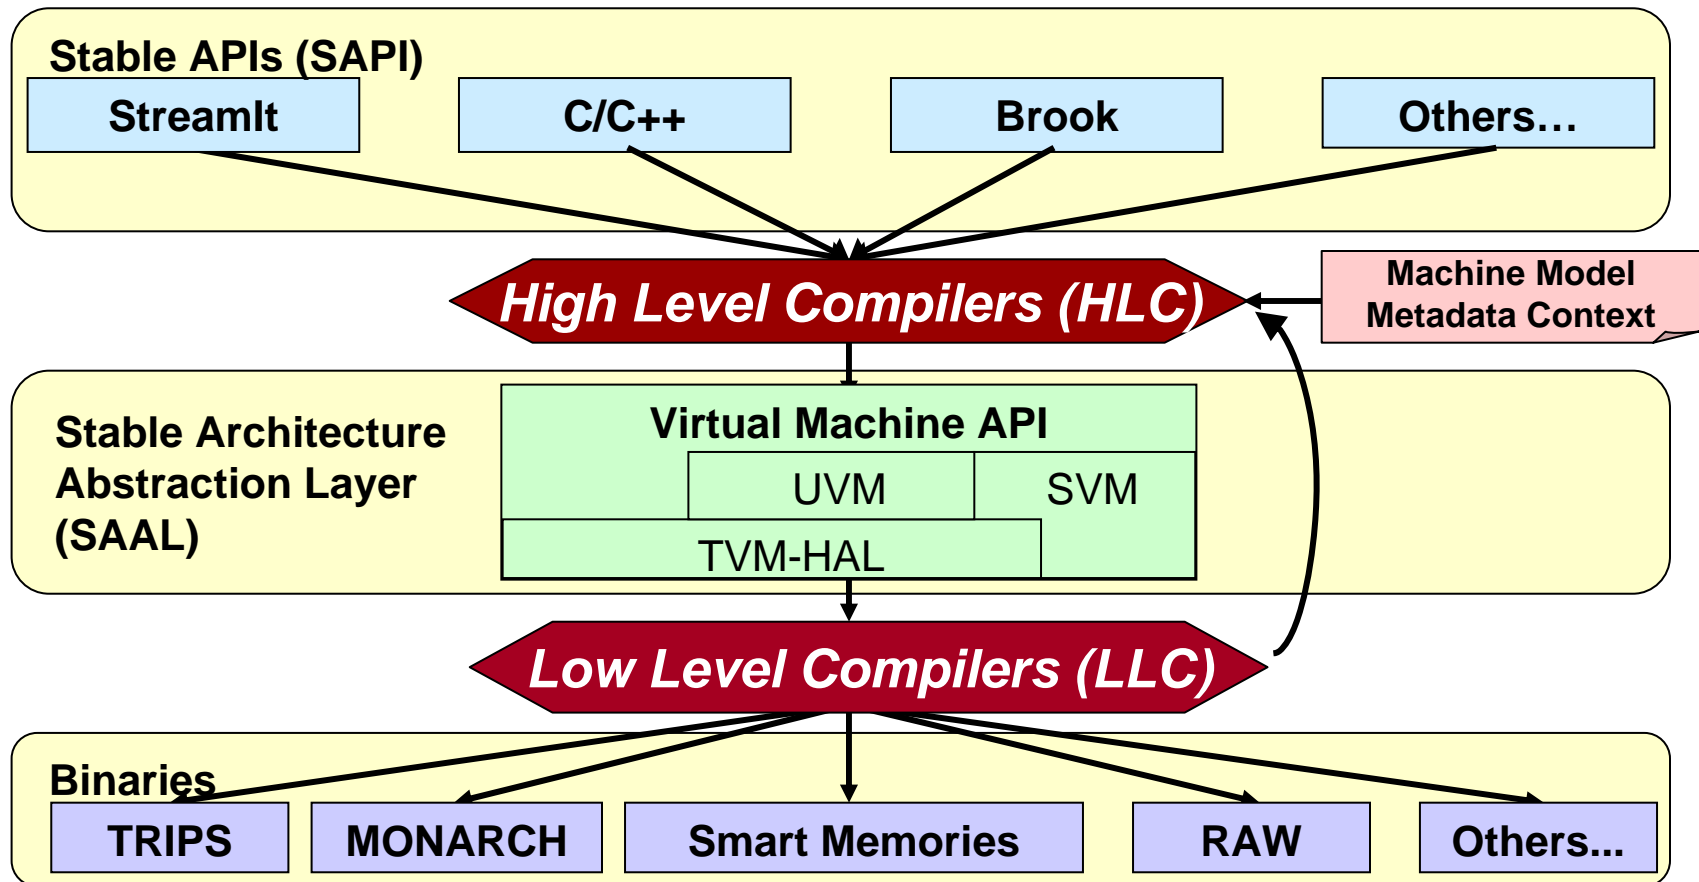 Stable APIs (SAPI)
StreamIt
C/C++
Brook
Others…
High Level Compilers (HLC)
Machine Model
Metadata Context
Stable Architecture
Abstraction Layer
(SAAL)
Virtual Machine API
UVM
SVM
TVM-HAL
Low Level Compilers (LLC)
Binaries
TRIPS
MONARCH
Smart Memories
RAW
Others...